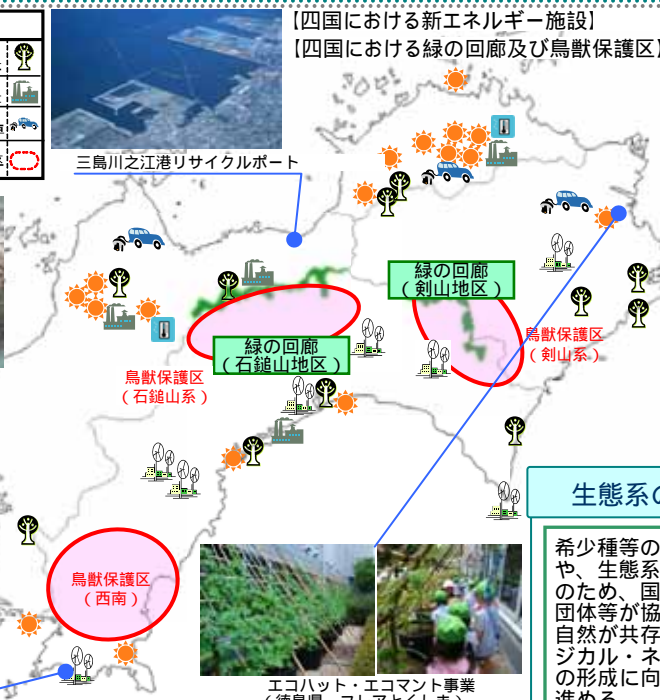 【四国における新エネルギー施設】
【四国における緑の回廊及び鳥獣保護区】
三島川之江港リサイクルポート
緑の回廊
（剣山地区）
鳥獣保護区
（剣山系）
緑の回廊
（石鎚山地区）
鳥獣保護区
（石鎚山系）
鳥獣保護区
（西南）
生態系の
希少種等の
や、生態系
のため、国
団体等が協
自然が共存
ジカル・ネ
の形成に向
進める
エコハット・エコマント事業